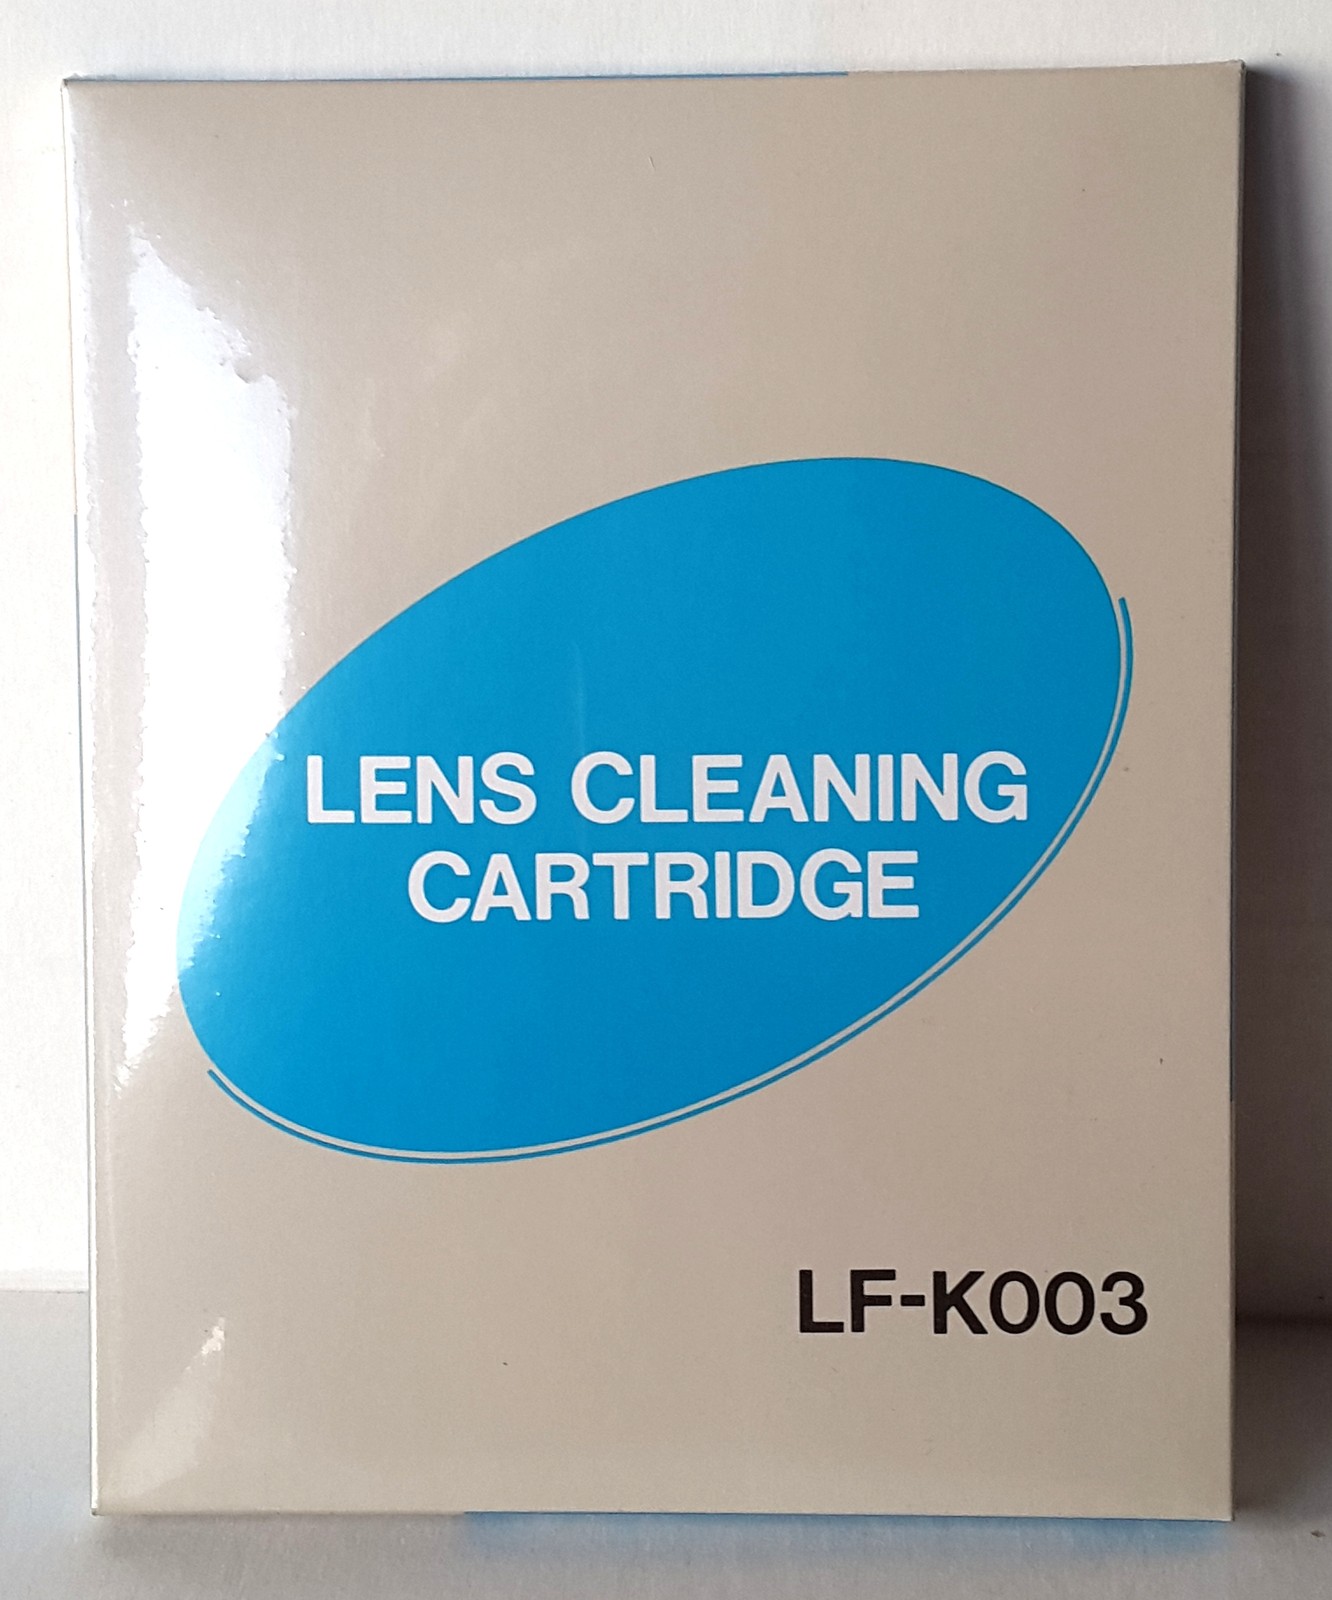 LENS CLEANING
CARTRIDGE
LF-K003